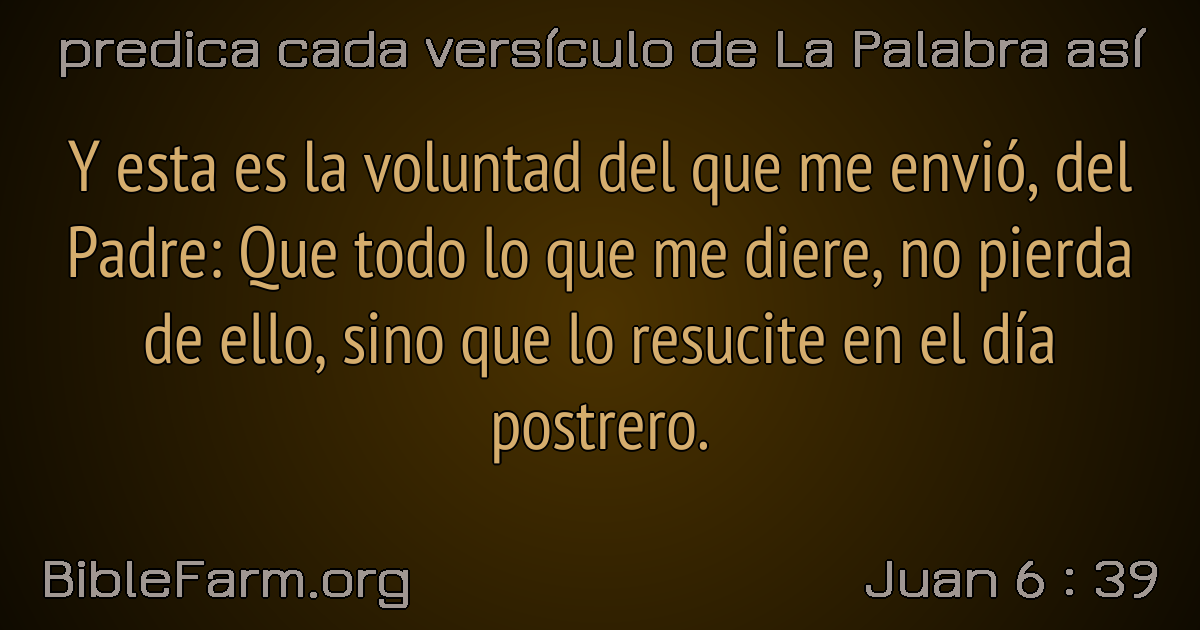 predica cada versículo de La Palabra así
Y esta es la voluntad del que me envió, del
Padre: Que todo lo que me diere, no pierda
de ello, sino que lo resucite en el día
postrero.
BibleFarm.org
Juan 6 : 39